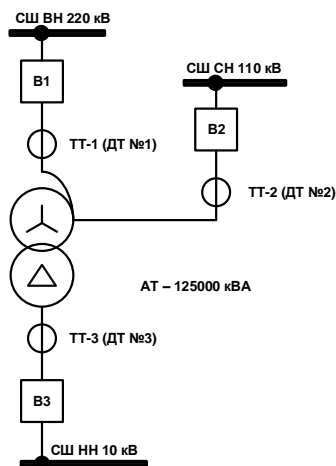 СШ ВН 220 кВ
В1
СШ СН 110 кВ
В2
ТТ-1 (ДТ №1)
ТТ-2 (ДТ №2)
АТ – 125000 кВА
ТТ-3 (ДТ №3)
В3
СШ НН 10 кВ